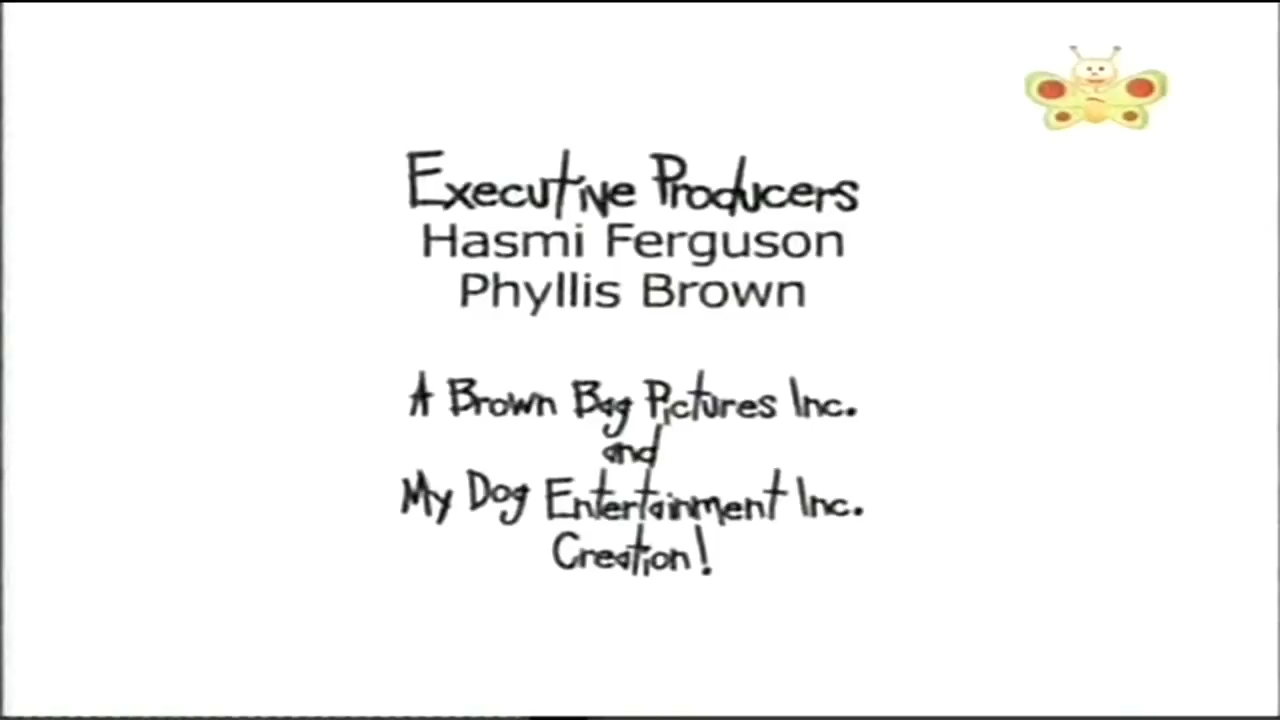 Executive Producers
Hasmi Ferguson
Phyllis Brown
A Brown Bag Pictures Inc.
and
My Dog Entertainment Inc.
Creation!